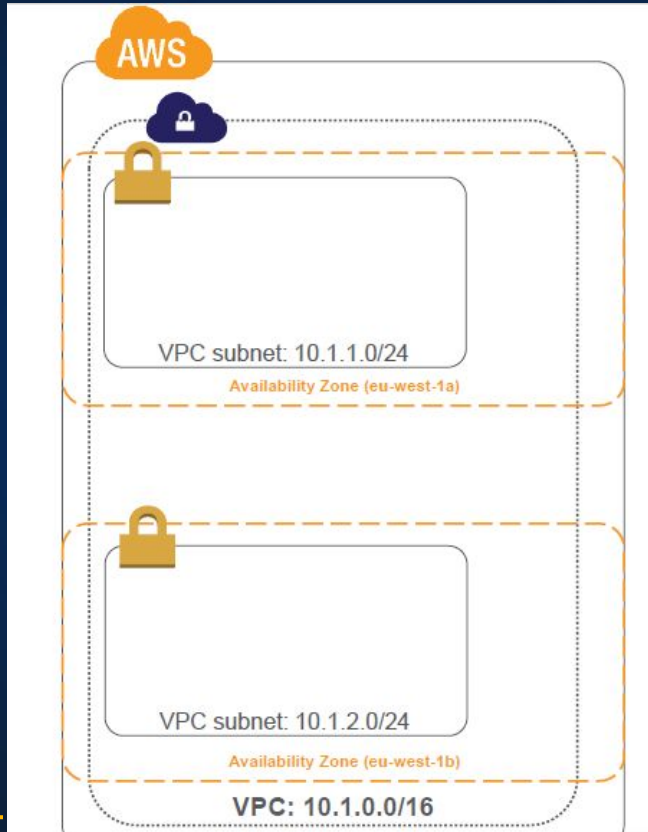 AWS
VPC subnet: 10.1.1.0/24
Availability Zone (eu-west-1a)
VPC subnet: 10.1.2.0/24
Availability Zone (eu-west-1b)
VPC: 10.1.0.0/16